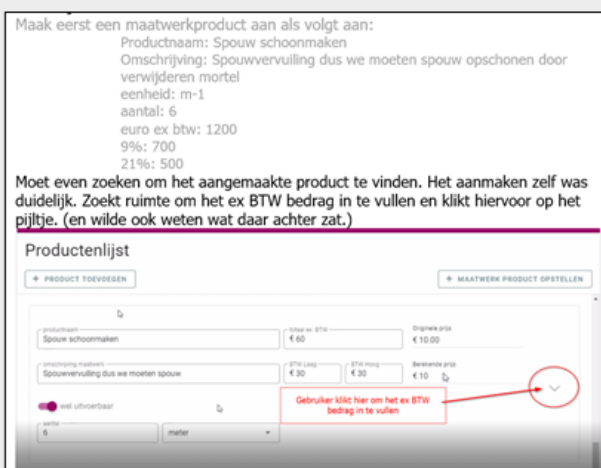 Maak eerst een maatwerkproduct aan als volgt aan:
Productnaam: Spouw schoonmaken
Omschrijving: Spouwvervuiling dus we moeten spouw opschonen door
verwijderen mortel
eenheid: m-1
aantal: 6
euro ex btw: 1200
9%: 700
21%: 500
Moet even zoeken om het aangemaakte product te vinden. Het aanmaken zelf was
duidelijk. Zoekt ruimte om het ex BTW bedrag in te vullen en klikt hiervoor op het
pijltje. (en wilde ook weten wat daar achter zat.)
Productenlijst
+ PRODUCT TOEVOEGEN
+ MAATWERK PRODUCT OPSTELLEN
productnaam
Spouw schoonmaken
totaal ex. BTW
€ 60
Originele prijs
€ 10.00
omschrijving maatwerk
Spouwvervuiling dus we moeten spouw
BTW Laag
€ 30
BTW Hoog
€ 30
Berekende prijs
€ 10
wel uitvoerbaar
Gebruiker klikt hier om het ex BTW
bedrag in te vullen
aantal
6
meter